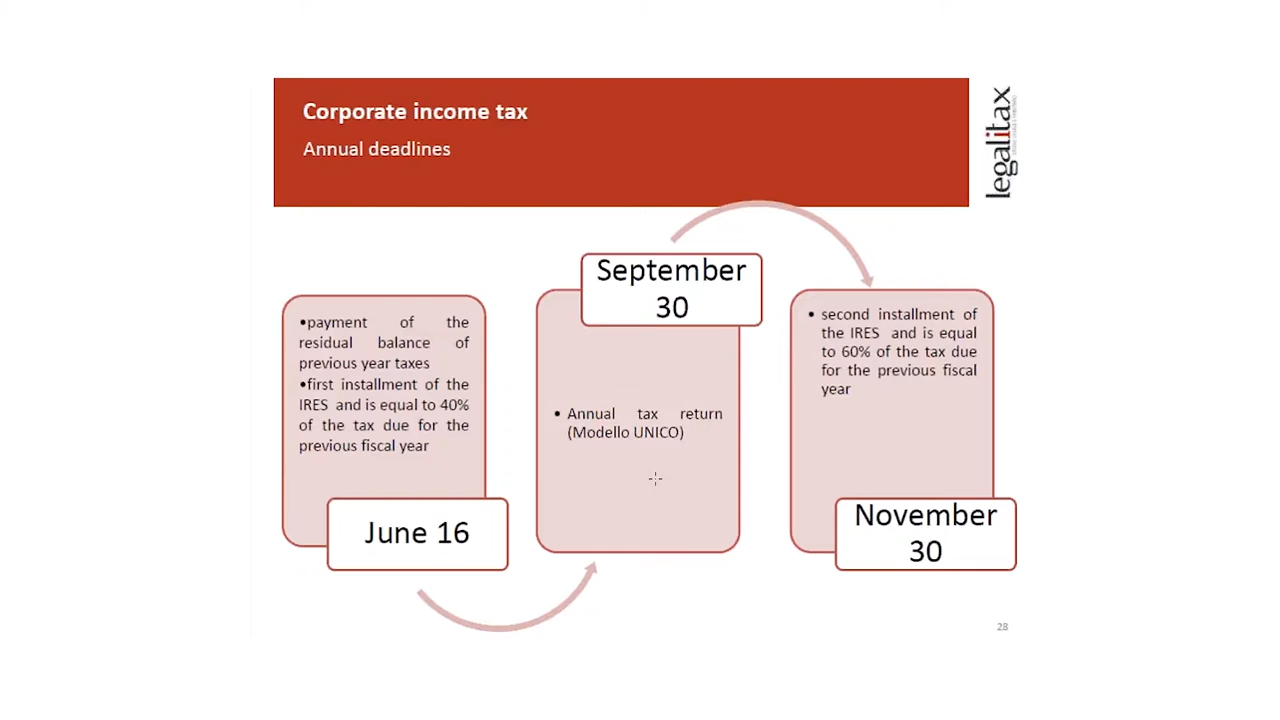 Corporate income tax
Annual deadlines
legalitax
•payment of the
residual balance of
previous year taxes
•first installment of the
IRES and is equal to 40%
of the tax due for the
previous fiscal year
June 16
September
30
• Annual tax return
(Modello UNICO)
• second installment of
the IRES and is equal
to 60% of the tax due
for the previous fiscal
year
November
30
28